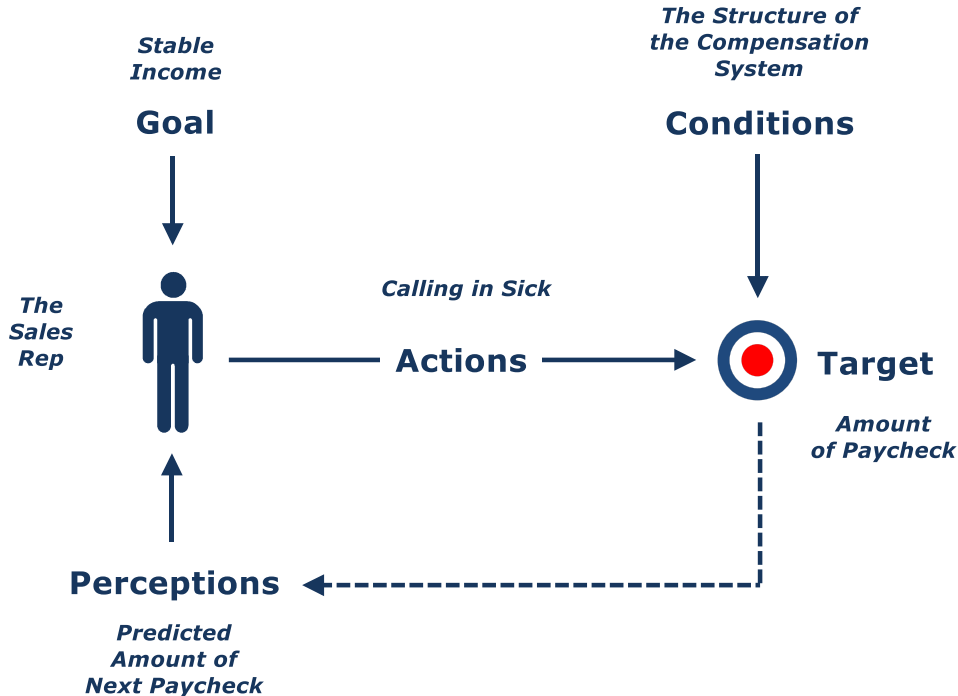 Stable
Income
Goal
The Structure of
the Compensation
System
Conditions
The
Sales
Rep
Calling in Sick
Actions
Target
Amount
of Paycheck
Perceptions
Predicted
Amount of
Next Paycheck